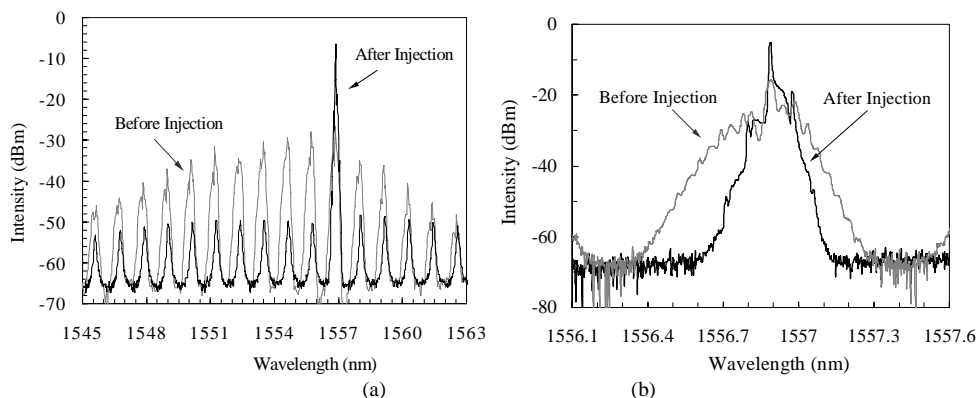 0
-10
-20
-30
-40
-50
-60
-70
Intensity (dBm)
After Injection
Before Injection
1545 1548 1551 1554 1557 1560 1563
Wavelength (nm)
(a)
0
-20
-40
-60
-80
Intensity (dBm)
Before Injection
After Injection
1556.1 1556.4 1556.7 1557 1557.3 1557.6
Wavelength (nm)
(b)